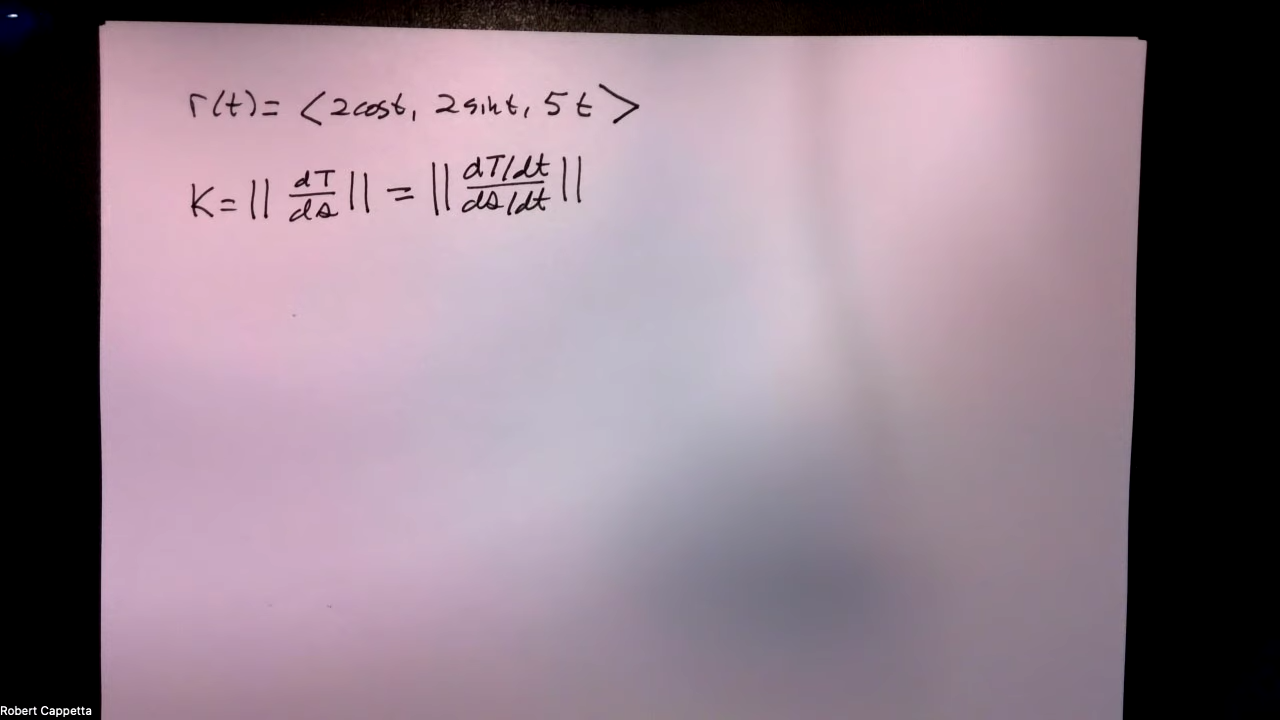 r(t) = <2cost, 2sint, 5t>
K = || dT/ds || = || (dT/dt)/(ds/dt) ||
Robert Cappetta